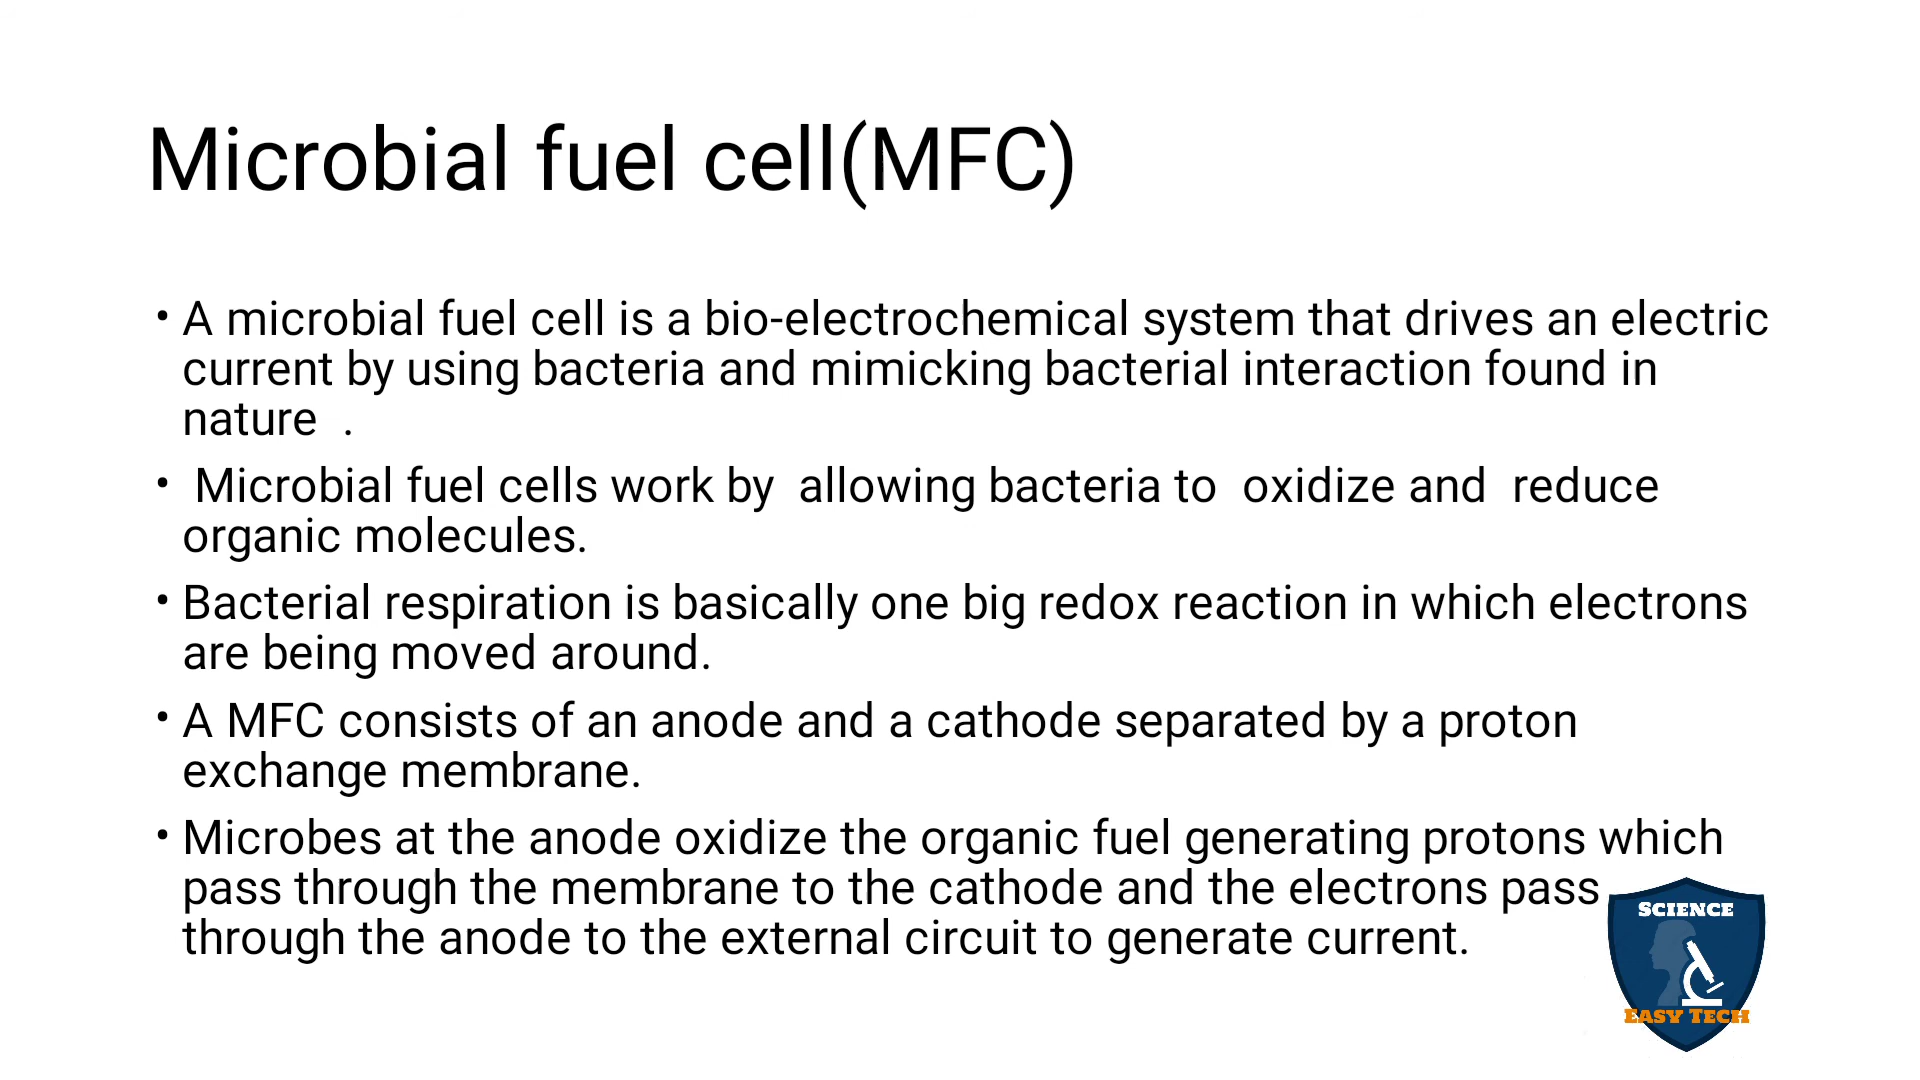 Microbial fuel cell(MFC)
• A microbial fuel cell is a bio-electrochemical system that drives an electric
current by using bacteria and mimicking bacterial interaction found in
nature  .
•  Microbial fuel cells work by  allowing bacteria to  oxidize and  reduce
organic molecules.
• Bacterial respiration is basically one big redox reaction in which electrons
are being moved around.
• A MFC consists of an anode and a cathode separated by a proton
exchange membrane.
• Microbes at the anode oxidize the organic fuel generating protons which
pass through the membrane to the cathode and the electrons pass
through the anode to the external circuit to generate current.
SCIENCE
EASY TECH